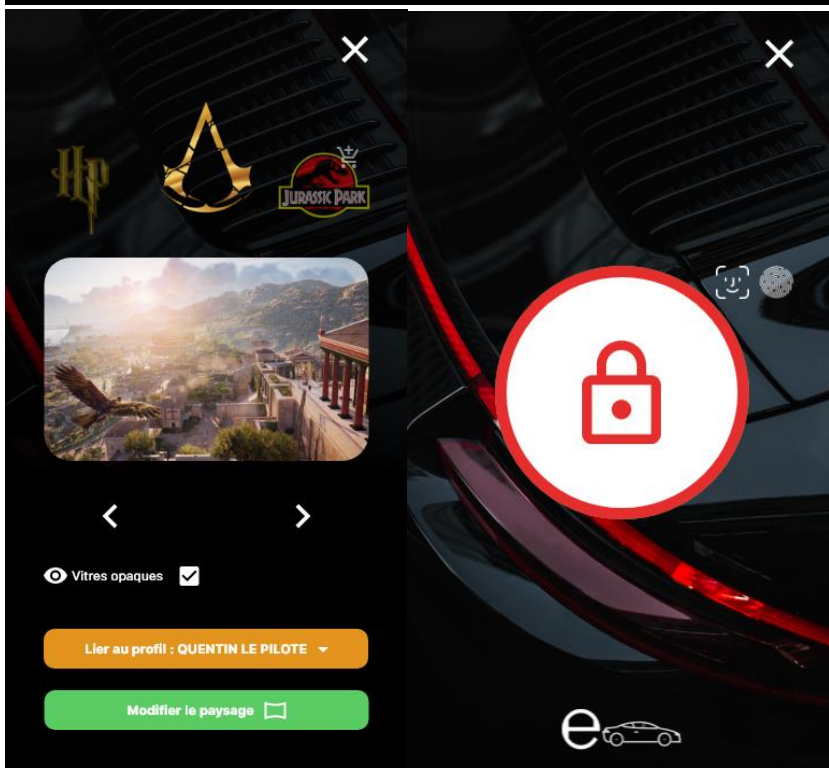 HP
JURASSIC PARK
Vitres opaques
Lier au profil : QUENTIN LE PILOTE
Modifier le paysage
e